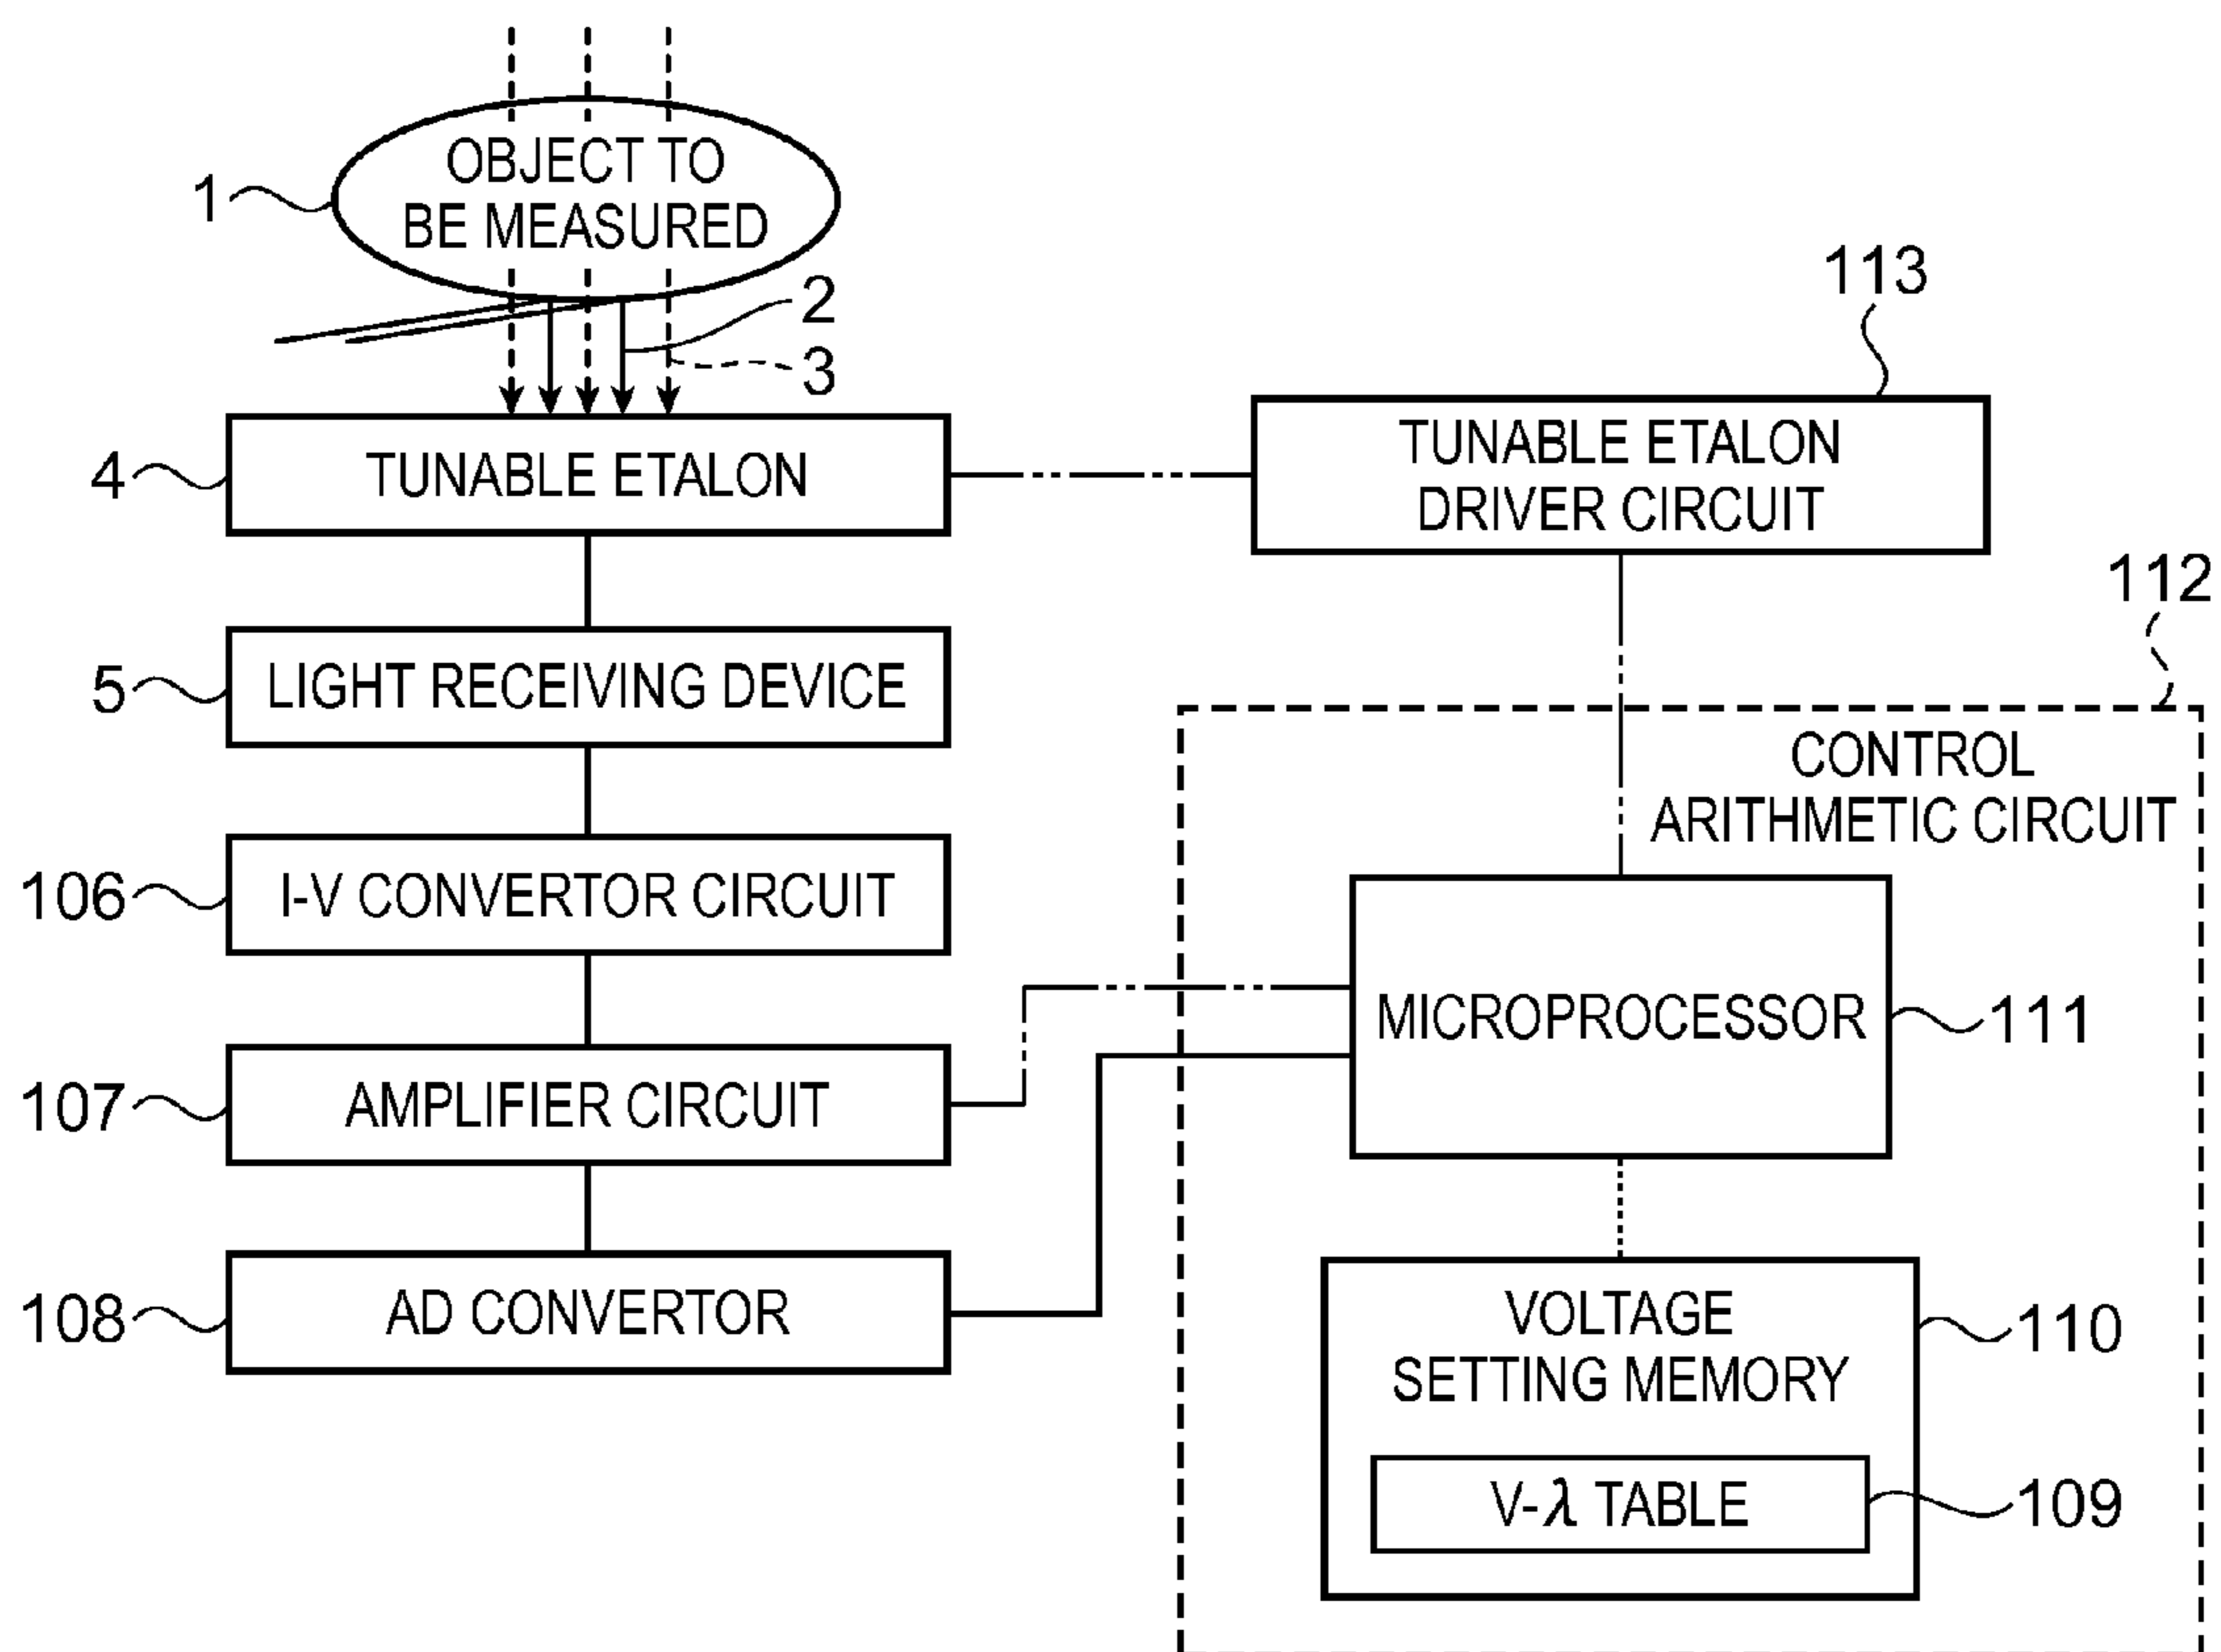 1
OBJECT TO
BE MEASURED
2
3
113
4
TUNABLE ETALON
TUNABLE ETALON
DRIVER CIRCUIT
112
5
LIGHT RECEIVING DEVICE
CONTROL
ARITHMETIC CIRCUIT
106
I-V CONVERTOR CIRCUIT
MICROPROCESSOR
111
107
AMPLIFIER CIRCUIT
108
AD CONVERTOR
VOLTAGE
SETTING MEMORY
110
V-λ TABLE
109